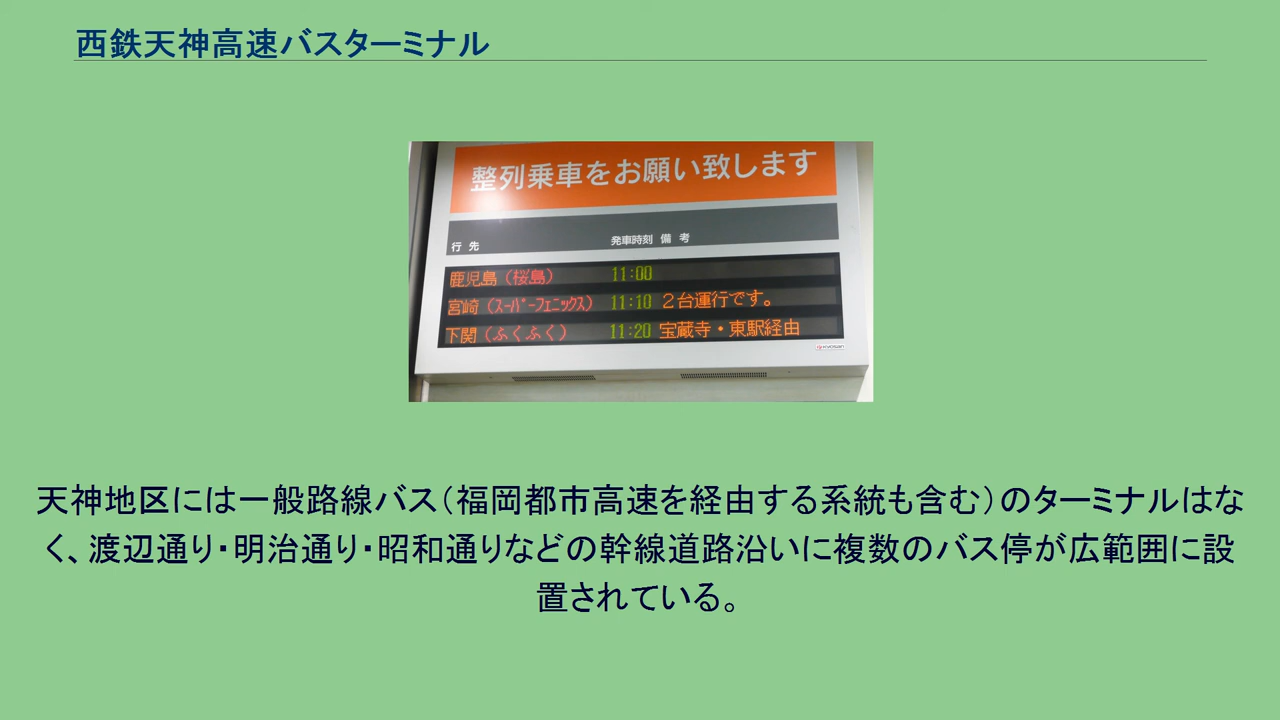 西鉄天神高速バスターミナル
整列乗車をお願い致します
行先 発車時刻 備考
鹿児島（桜島） 11:00
宮崎（ｽｰﾊﾟｰフェニックス） 11:10 2台運行です。
下関（ふくふく） 11:20 宝蔵寺・東駅経由
天神地区には一般路線バス（福岡都市高速を経由する系統も含む）のターミナルはな
く、渡辺通り・明治通り・昭和通りなどの幹線道路沿いに複数のバス停が広範囲に設
置されている。